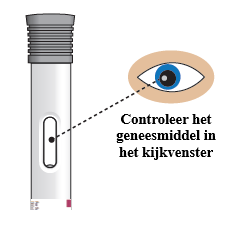 Controleer het
geneesmiddel in
het kijkvenster